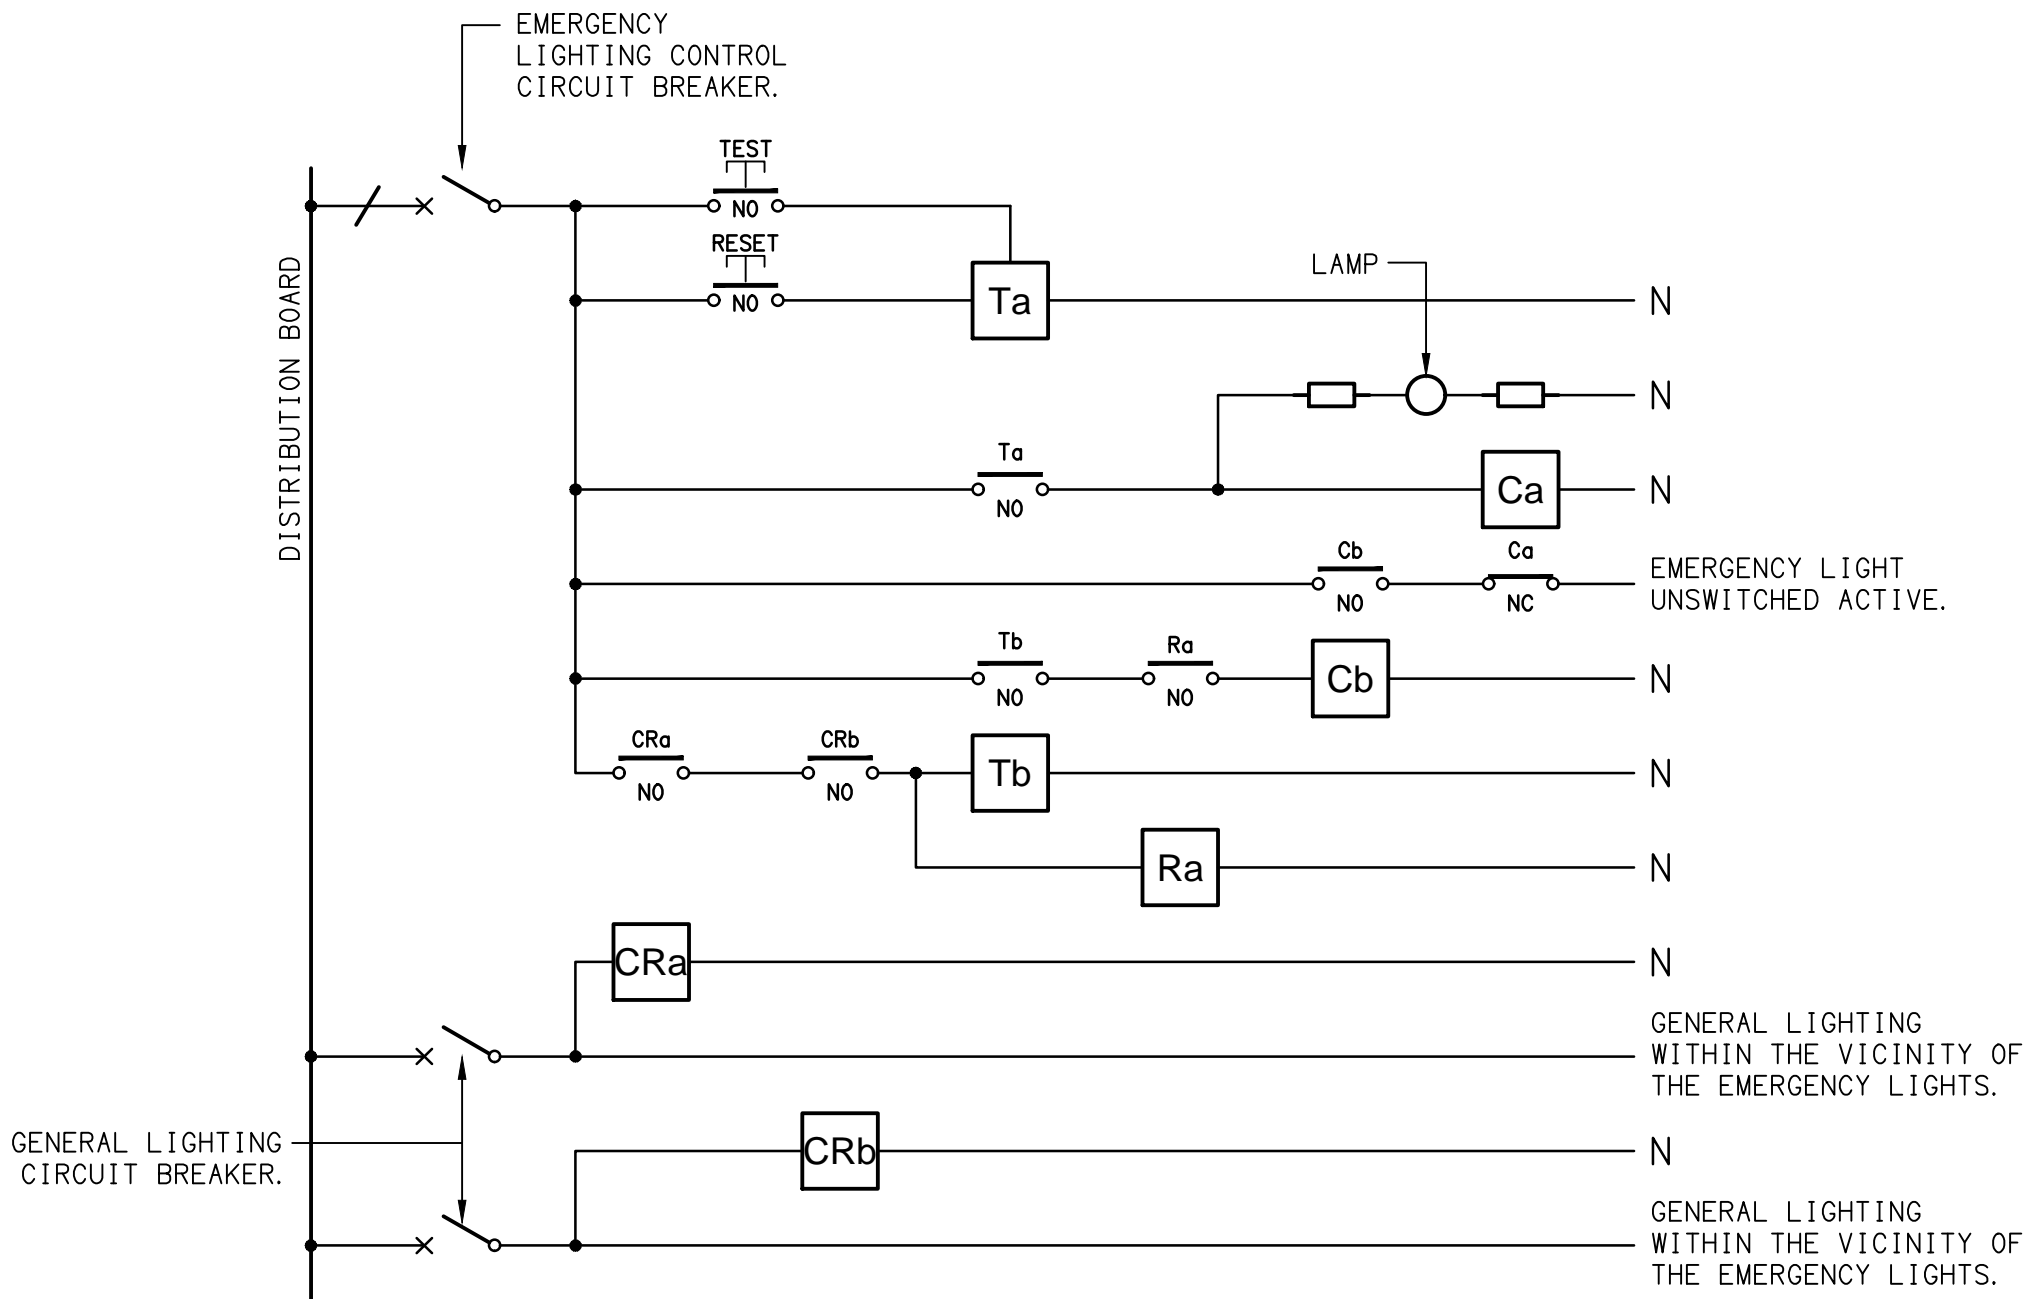 EMERGENCY
LIGHTING CONTROL
CIRCUIT BREAKER.
TEST
NO
RESET
NO
DISTRIBUTION BOARD
Ta
N
LAMP
N
Ta
NO
Ca
N
Cb
NO
Ca
NC
EMERGENCY LIGHT
UNSWITCHED ACTIVE.
Tb
NO
Ra
NO
Cb
N
CRa
NO
CRb
NO
Tb
N
Ra
N
CRa
N
GENERAL LIGHTING
WITHIN THE VICINITY OF
THE EMERGENCY LIGHTS.
GENERAL LIGHTING
CIRCUIT BREAKER.
CRb
N
GENERAL LIGHTING
WITHIN THE VICINITY OF
THE EMERGENCY LIGHTS.